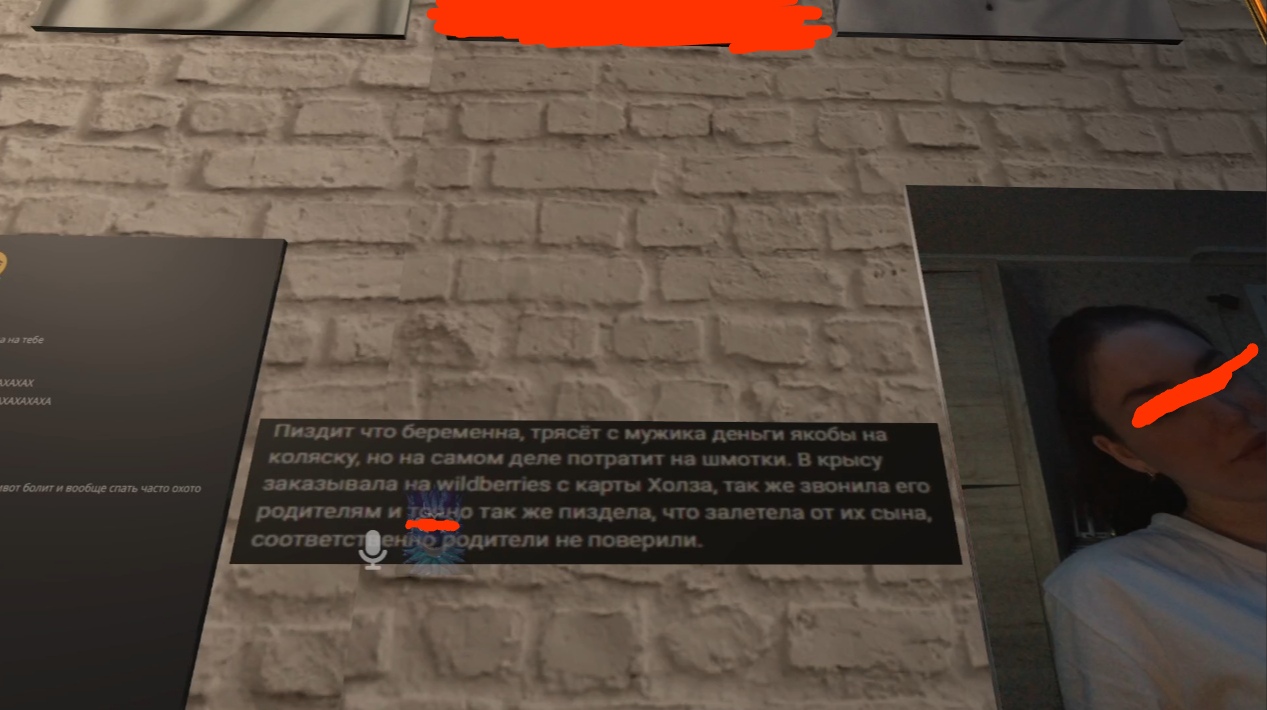 а на тебе
АХАХАХ
АХАХАХАХА
ивот болит и вообще спать часто охото
Пиздит что беременна, трясёт с мужика деньги якобы на
коляску, но на самом деле потратит на шмотки. В крысу
заказывала на wildberries с карты Холза, так же звонила его
родителям и точно так же пиздела, что залетела от их сына,
соответственно родители не поверили.